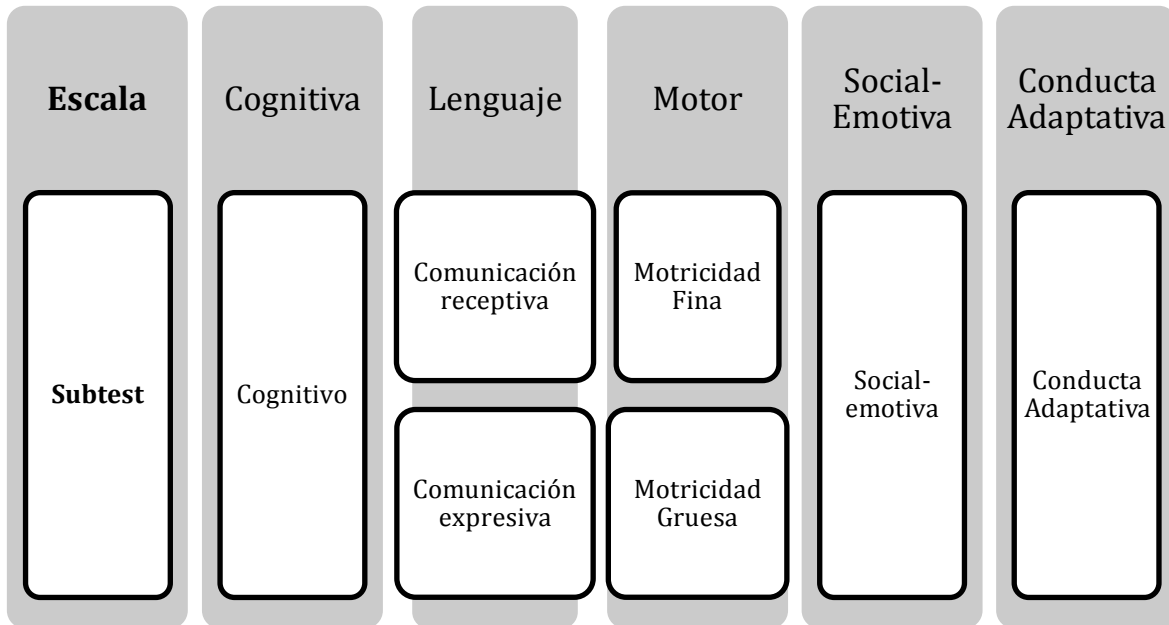 Escala
Cognitiva
Lenguaje
Motor
Social-
Emotiva
Conducta
Adaptativa
Subtest
Cognitivo
Comunicación
receptiva
Comunicación
expresiva
Motricidad
Fina
Motricidad
Gruesa
Social-
emotiva
Conducta
Adaptativa